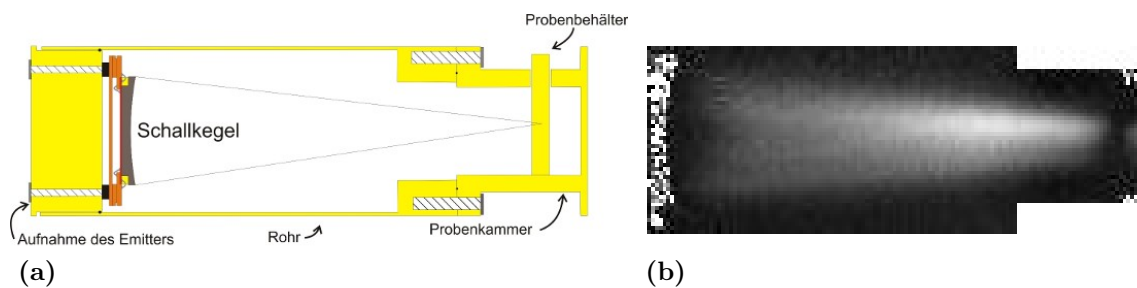 Probenbehälter
Schallkegel
Aufnahme des Emitters
Rohr
Probenkammer
(a)
(b)